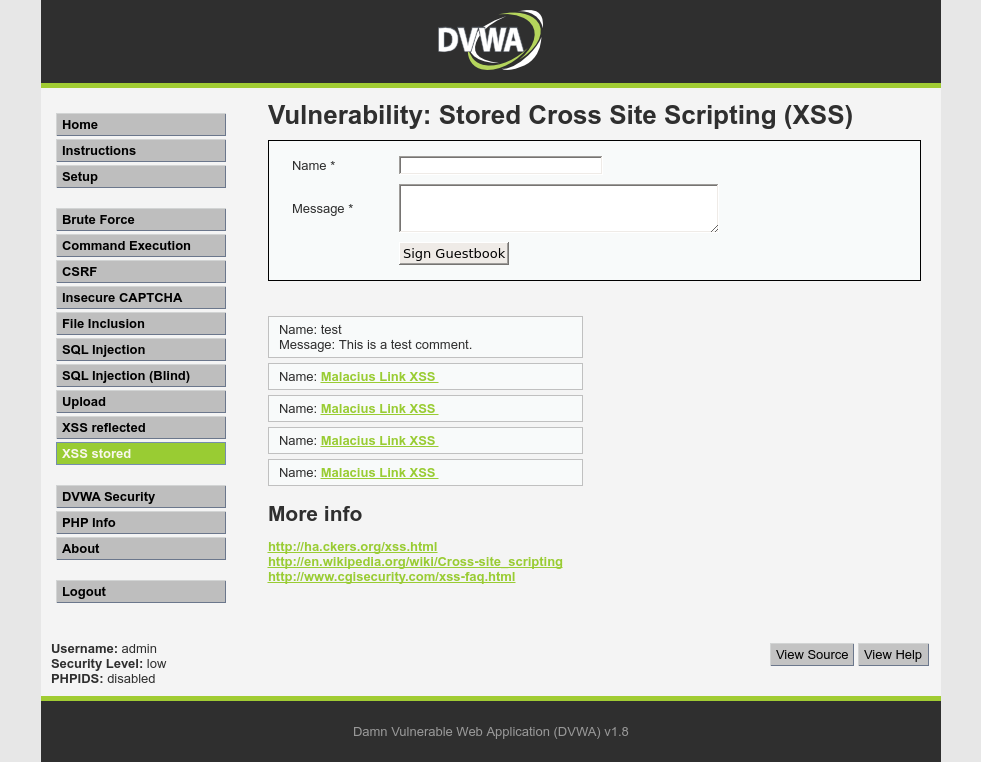 DVWA
Vulnerability: Stored Cross Site Scripting (XSS)
Home
Instructions
Setup
Brute Force
Command Execution
CSRF
Insecure CAPTCHA
File Inclusion
SQL Injection
SQL Injection (Blind)
Upload
XSS reflected
XSS stored
DVWA Security
PHP Info
About
Logout
Name *
Message *
Sign Guestbook
Name: test
Message: This is a test comment.
Name: Malacius Link XSS
Name: Malacius Link XSS
Name: Malacius Link XSS
Name: Malacius Link XSS
More info
http://ha.ckers.org/xss.html
http://en.wikipedia.org/wiki/Cross-site_scripting
http://www.cgisecurity.com/xss-faq.html
Username: admin
Security Level: low
PHPIDS: disabled
View Source View Help
Damn Vulnerable Web Application (DVWA) v1.8